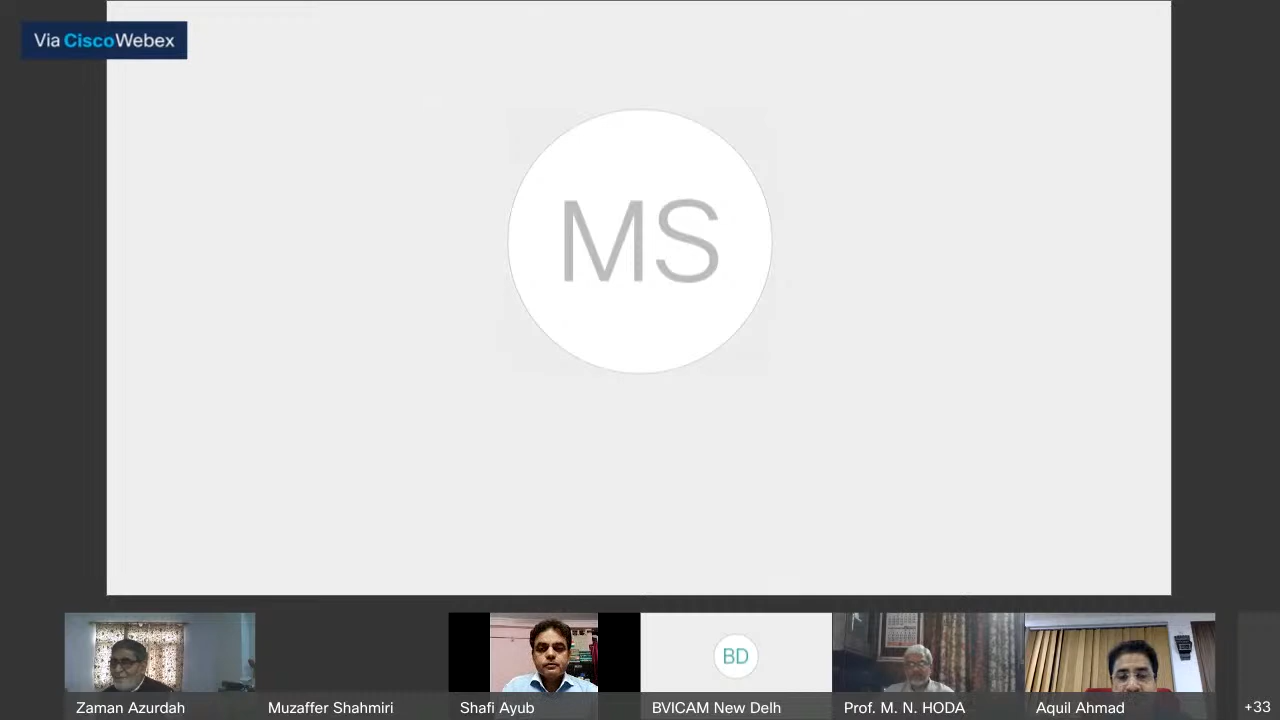 Via CiscoWebex
MS
BD
Zaman Azurdah
Muzaffer Shahmiri
Shafi Ayub
BVICAM New Delh
Prof. M. N. HODA
Aquil Ahmad
+33